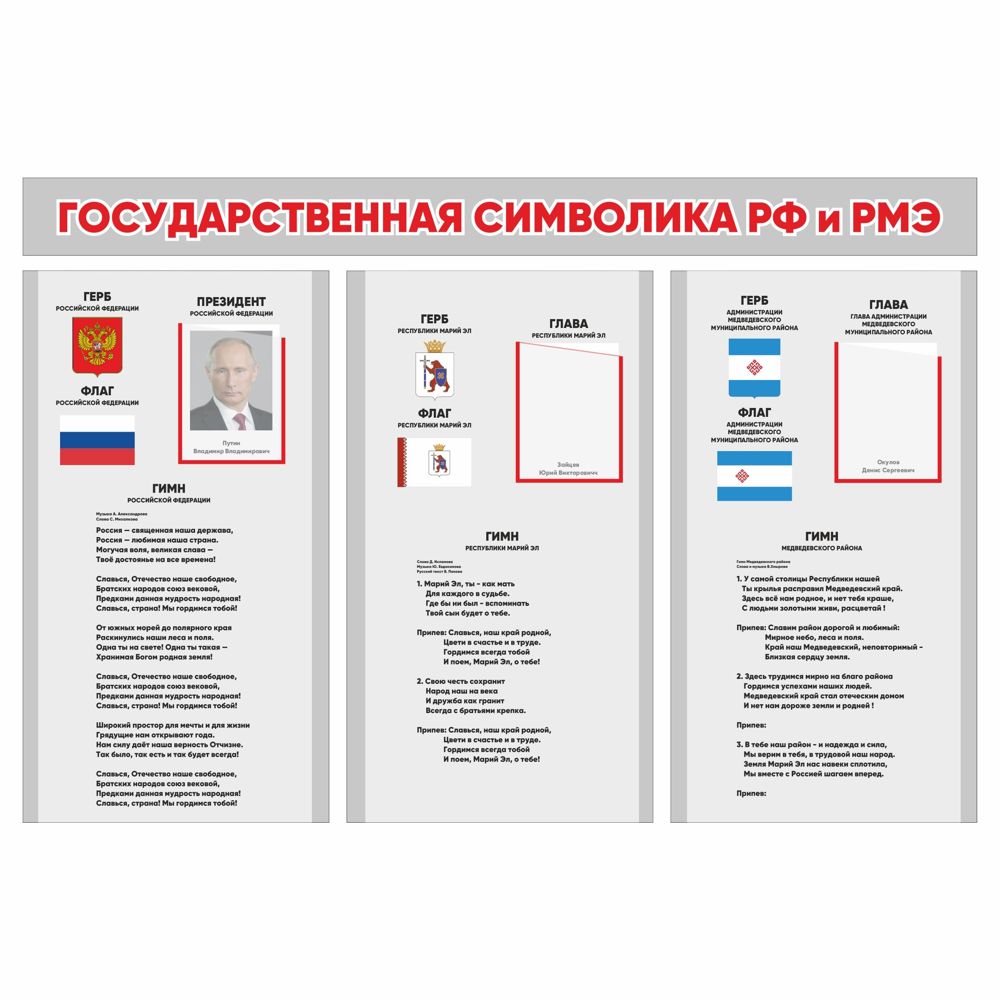 ГОСУДАРСТВЕННАЯ СИМВОЛИКА РФ и РМЭ
ГЕРБ
РОССИЙСКОЙ ФЕДЕРАЦИИ
ПРЕЗИДЕНТ
РОССИЙСКОЙ ФЕДЕРАЦИИ
ФЛАГ
РОССИЙСКОЙ ФЕДЕРАЦИИ
Путин
Владимир Владимирович
ГИМН
РОССИЙСКОЙ ФЕДЕРАЦИИ
Музыка А. Александрова
Слова С. Михалкова
Россия — священная наша держава,
Россия — любимая наша страна.
Могучая воля, великая слава —
Твоё достоянье на все времена!
Славься, Отечество наше свободное,
Братских народов союз вековой,
Предками данная мудрость народная!
Славься, страна! Мы гордимся тобой!
От южных морей до полярного края
Раскинулись наши леса и поля.
Одна ты на свете! Одна ты такая —
Хранимая Богом родная земля!
Славься, Отечество наше свободное,
Братских народов союз вековой,
Предками данная мудрость народная!
Славься, страна! Мы гордимся тобой!
Широкий простор для мечты и для жизни
Грядущие нам открывают года.
Нам силу даёт наша верность Отчизне.
Так было, так есть и так будет всегда!
Славься, Отечество наше свободное,
Братских народов союз вековой,
Предками данная мудрость народная!
Славься, страна! Мы гордимся тобой!
ГЕРБ
РЕСПУБЛИКИ МАРИЙ ЭЛ
ГЛАВА
РЕСПУБЛИКИ МАРИЙ ЭЛ
ФЛАГ
РЕСПУБЛИКИ МАРИЙ ЭЛ
Зайцев
Юрий Викторович
ГИМН
РЕСПУБЛИКИ МАРИЙ ЭЛ
Слова Д. Исламова
Музыка Ю. Евдокимова
Русский текст В. Панова
1. Марий Эл, ты - как мать
Для каждого в судьбе.
Где бы ни был - вспоминать
Твой сын будет о тебе.
Припев: Славься, наш край родной,
Цвети в счастье и в труде.
Гордимся всегда тобой
И поем, Марий Эл, о тебе!
2. Свою честь сохранит
Народ наш на века
И дружба как гранит
Всегда с братьями крепка.
Припев: Славься, наш край родной,
Цвети в счастье и в труде.
Гордимся всегда тобой
И поем, Марий Эл, о тебе!
ГЕРБ
АДМИНИСТРАЦИИ
МЕДВЕДЕВСКОГО
МУНИЦИПАЛЬНОГО РАЙОНА
ГЛАВА
ГЛАВА АДМИНИСТРАЦИИ
МЕДВЕДЕВСКОГО
МУНИЦИПАЛЬНОГО РАЙОНА
ФЛАГ
АДМИНИСТРАЦИИ
МЕДВЕДЕВСКОГО
МУНИЦИПАЛЬНОГО РАЙОНА
Окулов
Денис Сергеевич
ГИМН
МЕДВЕДЕВСКОГО РАЙОНА
Гимн Медведевского района
Слова и музыка В.
1. У самой столицы Республики нашей
Ты крылья расправил Медведевский край.
Здесь всё нам родное, и нет тебя краше,
С людьми золотыми живи, расцветай !
Припев: Славим район дорогой и любимый:
Мирное небо, леса и поля.
Край наш Медведевский, неповторимый -
Близкая сердцу земля.
2. Здесь трудимся мирно на благо района
Гордимся успехами наших людей.
Медведевский край стал отеческим домом
И нет нам дороже земли и родней !
Припев:
3. В тебе наш район - и надежда и сила,
Мы верим в тебя, в трудовой наш народ.
Земля Марий Эл нас навеки сплотила,
Мы вместе с Россией шагаем вперед.
Припев: